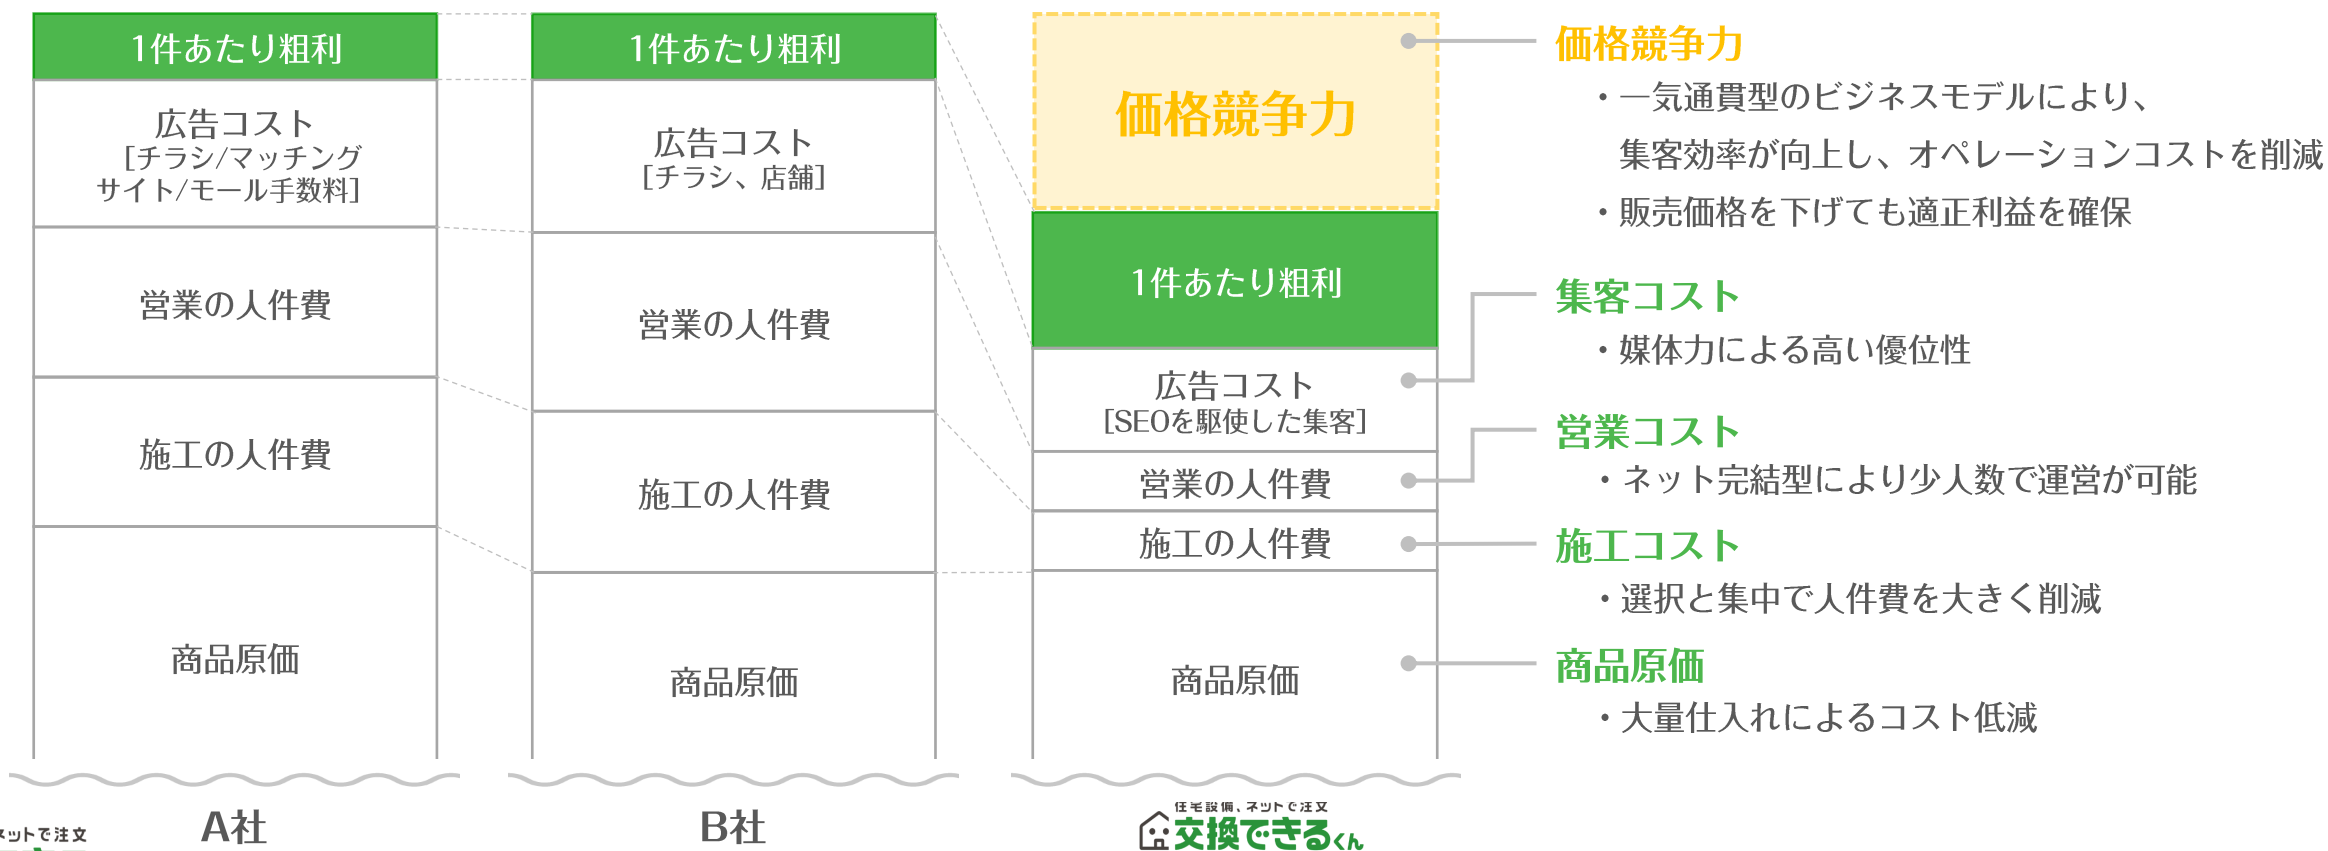 1件あたり粗利
広告コスト
[チラシ/マッチング
サイト/モール手数料]
営業の人件費
施工の人件費
商品原価
A社
1件あたり粗利
広告コスト
[チラシ、店舗]
営業の人件費
施工の人件費
商品原価
B社
価格競争力
1件あたり粗利
広告コスト
[SEOを駆使した集客]
営業の人件費
施工の人件費
商品原価
住宅設備、ネットで注文
交換できるくん
価格競争力
・一気通貫型のビジネスモデルにより、
集客効率が向上し、オペレーションコストを削減
・販売価格を下げても適正利益を確保
集客コスト
・媒体力による高い優位性
営業コスト
・ネット完結型により少人数で運営が可能
施工コスト
・選択と集中で人件費を大きく削減
商品原価
・大量仕入れによるコスト低減
ネットで注文